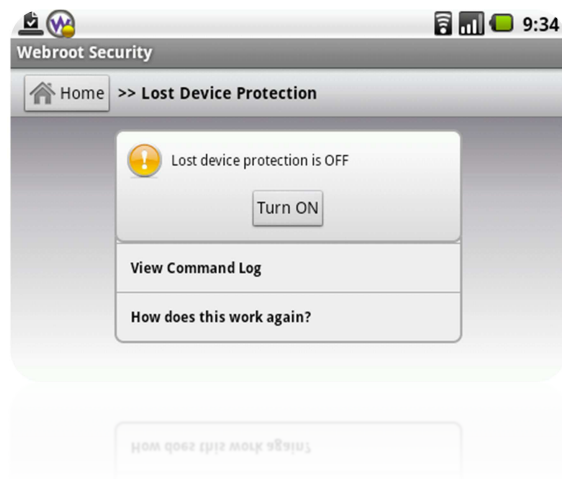 9:34
Webroot Security
Home >> Lost Device Protection
Lost device protection is OFF
Turn ON
View Command Log
How does this work again?
How does this work again?